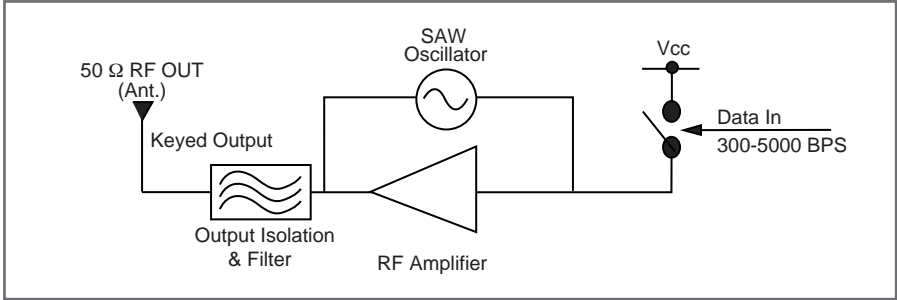 SAW
Oscillator
Vcc
50 Ω RF OUT
(Ant.)
Data In
Keyed Output
300-5000 BPS
Output Isolation
& Filter
RF Amplifier